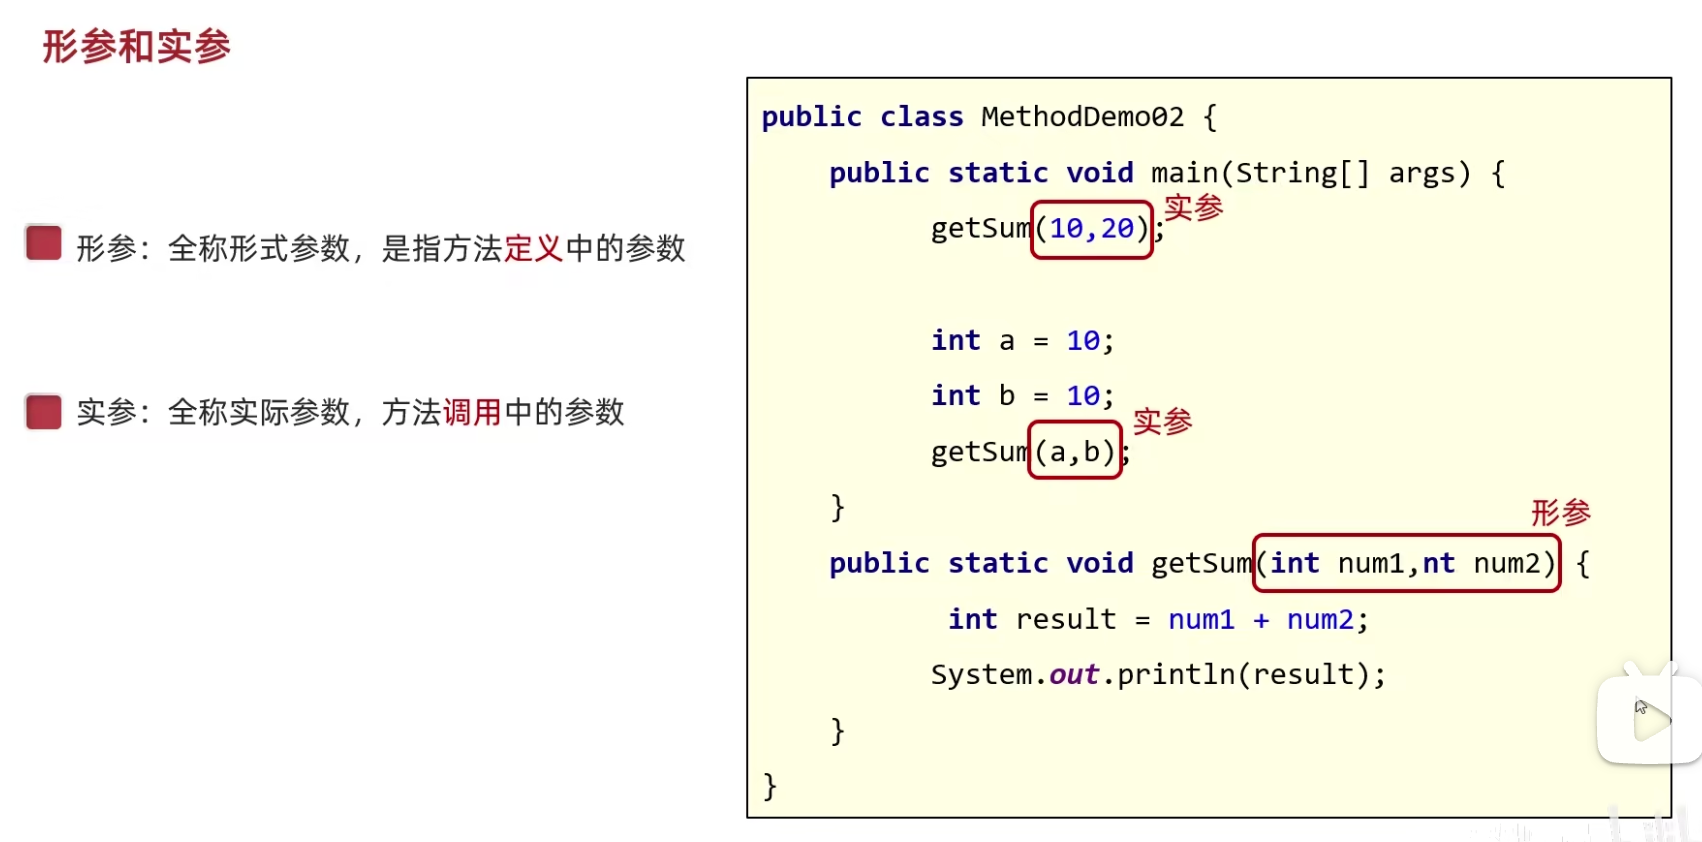 形参和实参
形参：全称形式参数，是指方法定义中的参数
实参：全称实际参数，方法调用中的参数
public class MethodDemo02 {
public static void main(String[] args) {
getSum(10,20);
实参
int a = 10;
int b = 10;
getSum(a,b);
实参
}
形参
public static void getSum(int num1,nt num2) {
int result = num1 + num2;
System.out.println(result);
}
}